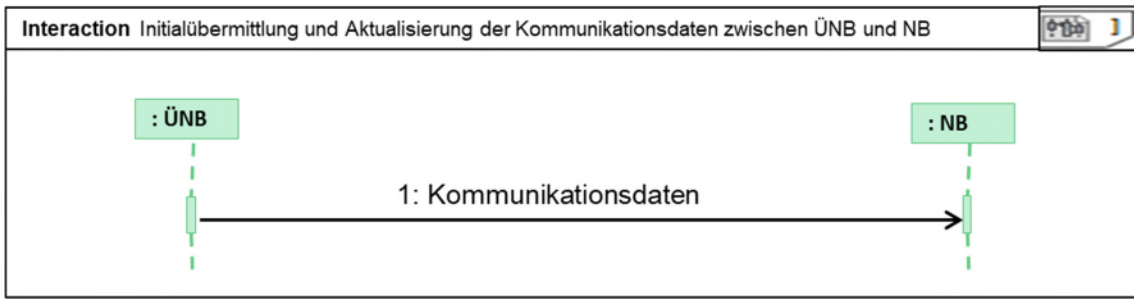 Interaction Initialübermittlung und Aktualisierung der Kommunikationsdaten zwischen ÜNB und NB
: ÜNB
: NB
1: Kommunikationsdaten